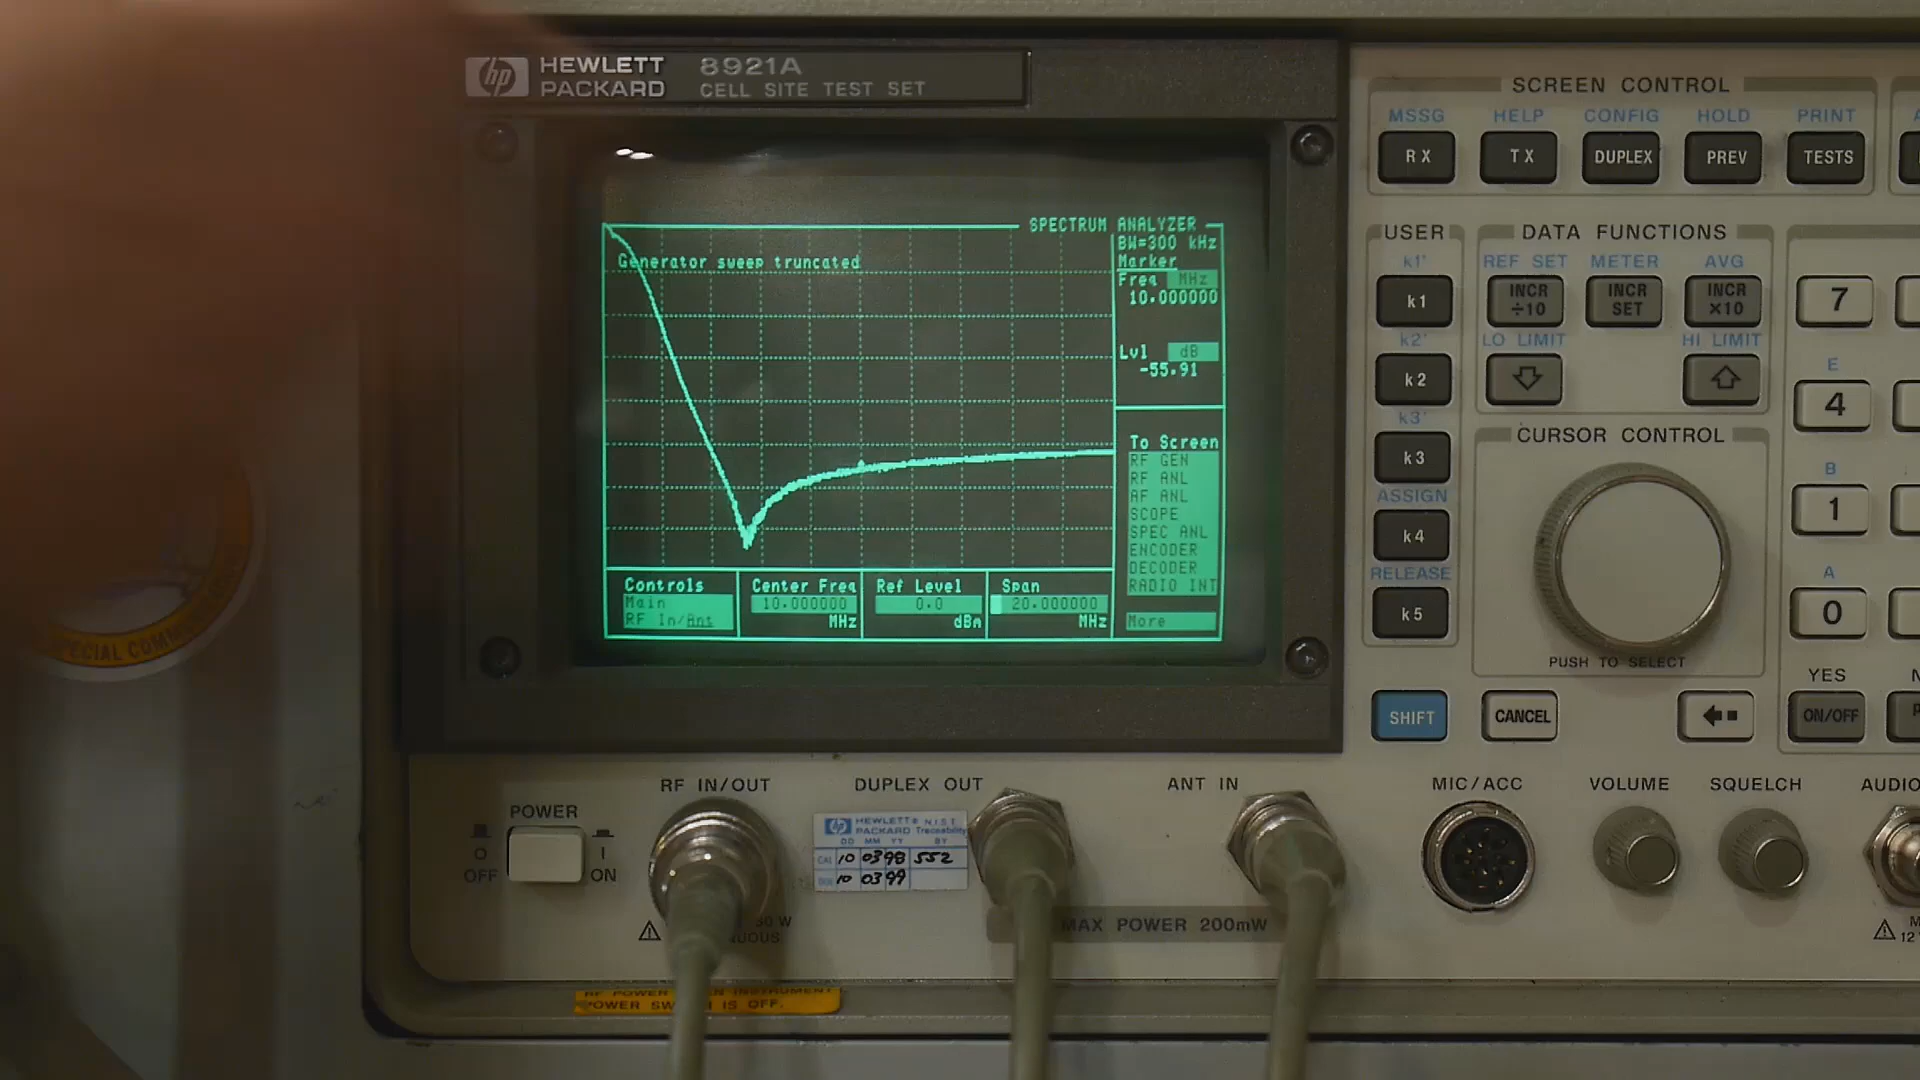 hp HEWLETT PACKARD
8921A
CELL SITE TEST SET
SPECTRUM ANALYZER
Generator sweep truncated
BW=300 kHz
Marker
Freq MHz
10.000000
Lvl dB
-55.91
To Screen
RF GEN
RF ANL
AF ANL
SCOPE
SPEC ANL
ENCODER
DECODER
RADIO INT
More
Controls
Main
RF In/Ant
Center Freq
10.000000
MHz
Ref Level
0.0
dBm
Span
20.000000
MHz
SCREEN CONTROL
MSSG HELP CONFIG HOLD PRINT
RX TX DUPLEX PREV TESTS
USER
k1'
k1
k2'
k2
k3'
k3
ASSIGN
k4
RELEASE
k5
DATA FUNCTIONS
REF SET METER AVG
INCR ÷10 INCR SET INCR ×10
LO LIMIT HI LIMIT
CURSOR CONTROL
PUSH TO SELECT
7
E
4
B
1
A
0
YES
ON/OFF
SHIFT CANCEL
POWER
O OFF
I ON
RF IN/OUT
DUPLEX OUT
ANT IN
MIC/ACC
VOLUME
SQUELCH
AUDIO
hp HEWLETT PACKARD N.I.S.T. Traceability
DD MM YY BY
CAL 10 0398 552
10 0399
MAX POWER 200mW
POWER SW IS OFF.
12